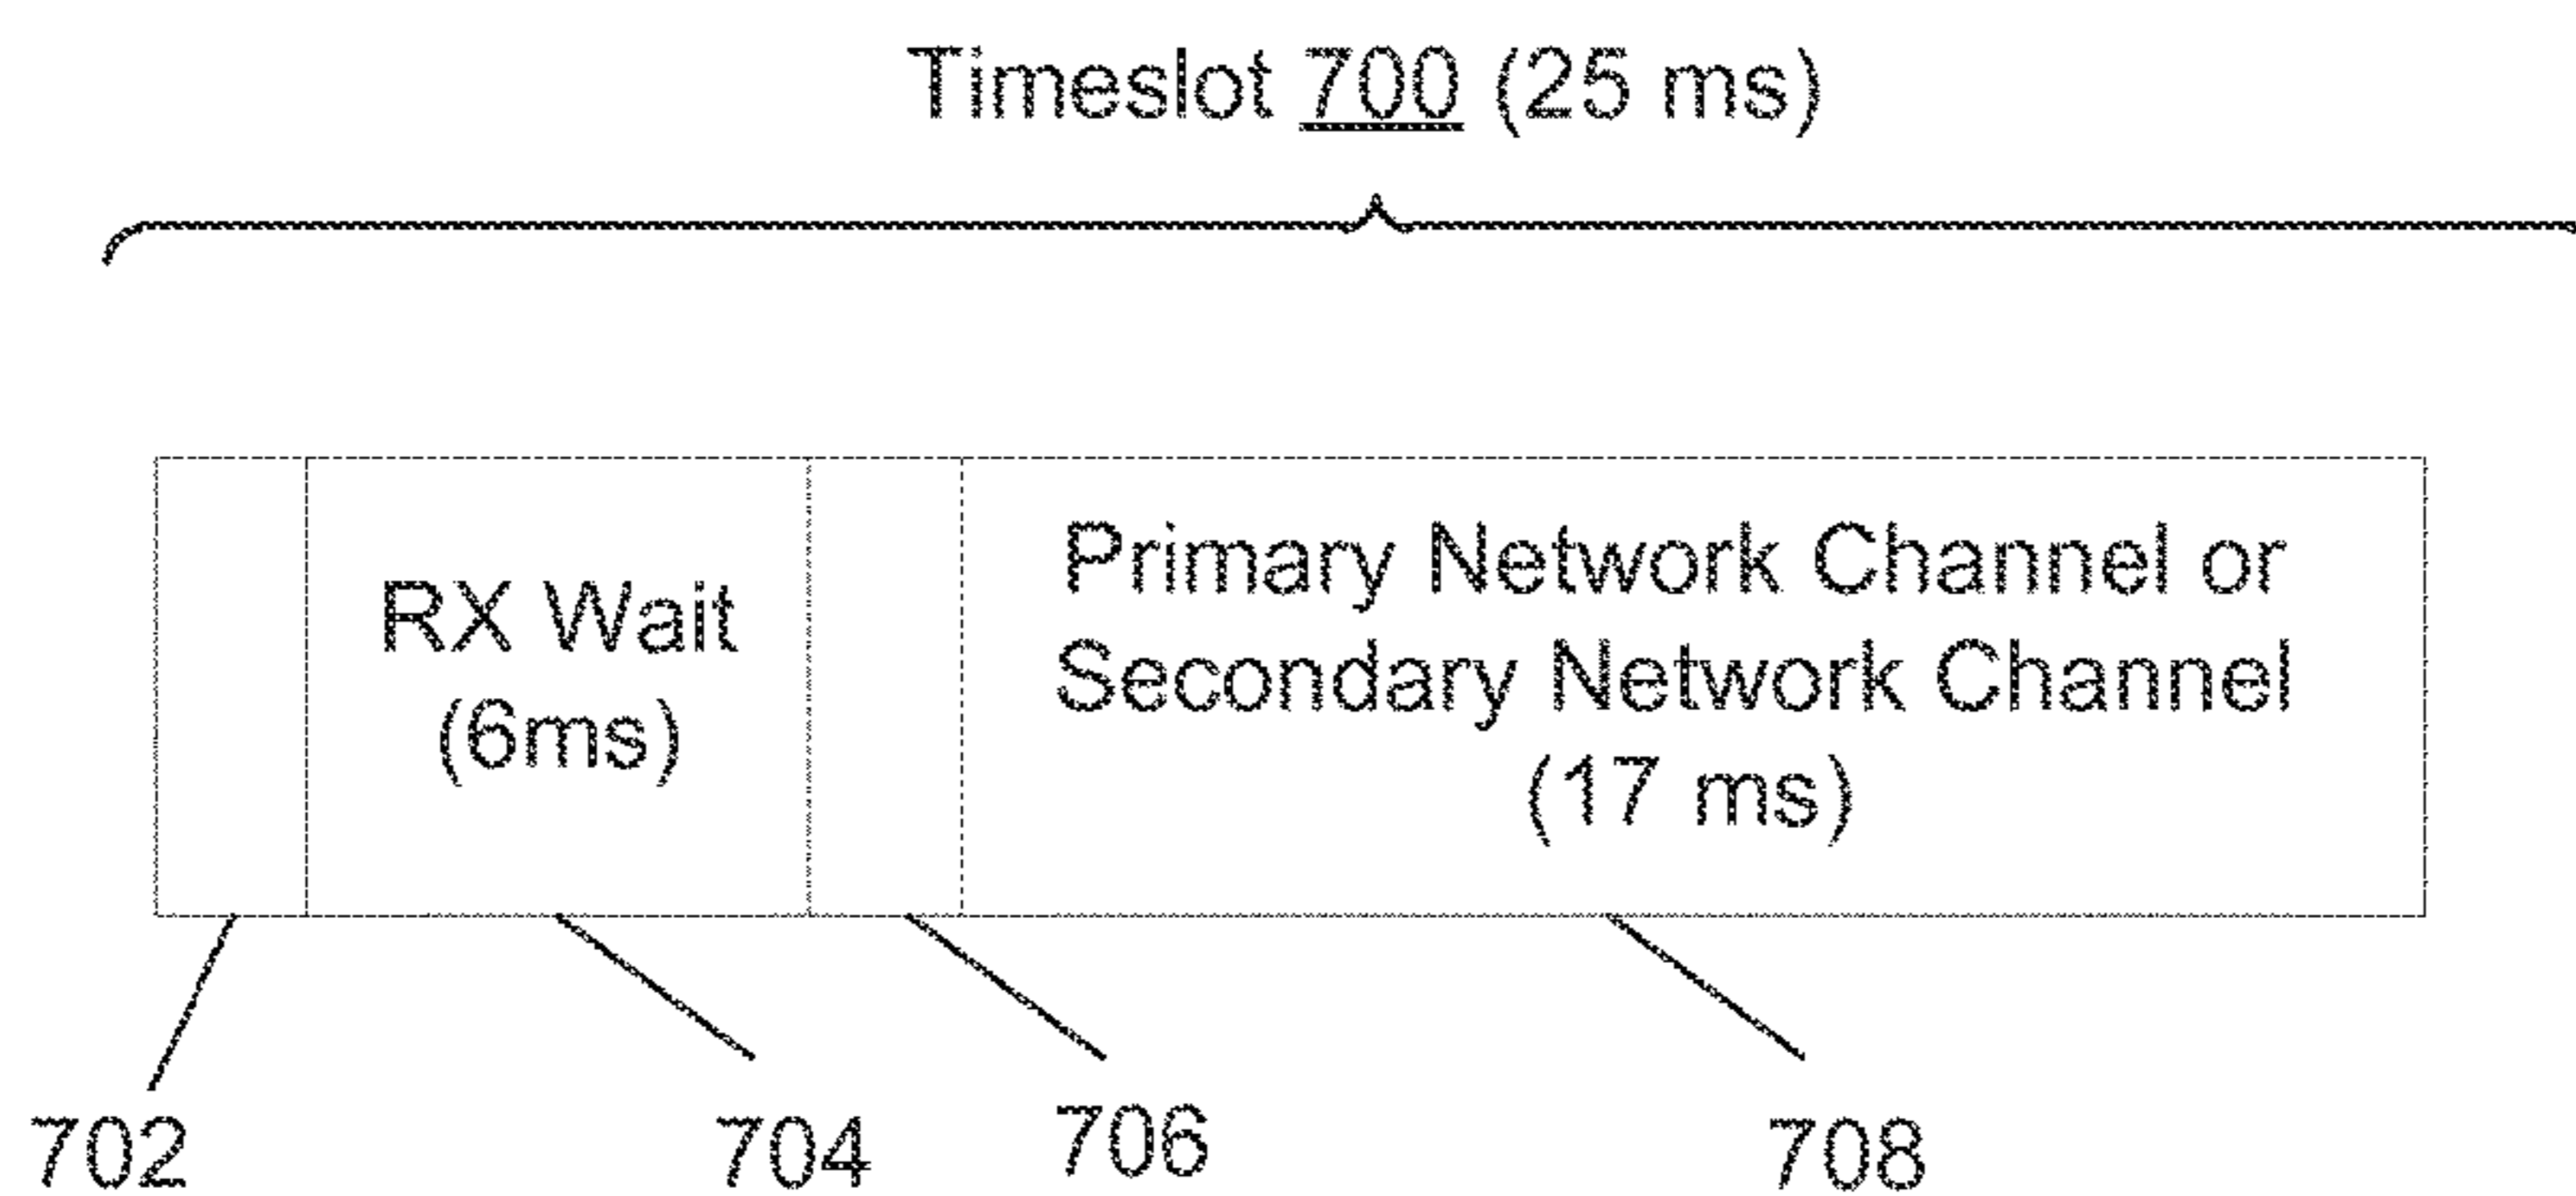 Timeslot 700 (25 ms)
RX Wait
(6ms)
Primary Network Channel or
Secondary Network Channel
(17 ms)
702
704
706
708